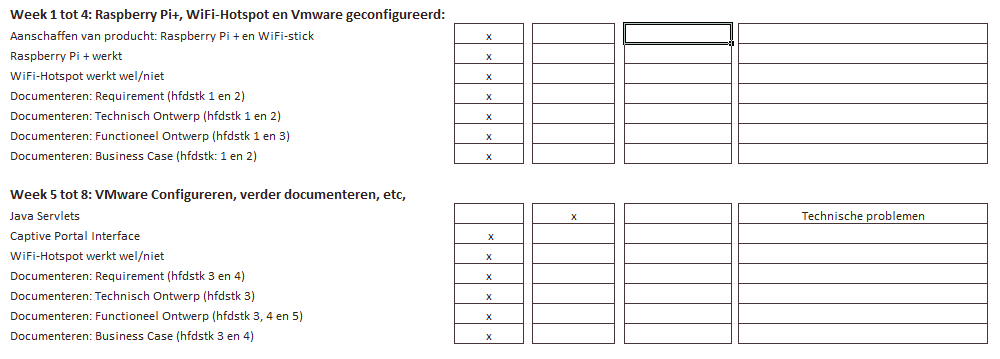 Week 1 tot 4: Raspberry Pi+, WiFi-Hotspot en Vmware geconfigureerd:
Aanschaffen van producht: Raspberry Pi + en WiFi-stick x
Raspberry Pi + werkt x
WiFi-Hotspot werkt wel/niet x
Documenteren: Requirement (hfdstk 1 en 2) x
Documenteren: Technisch Ontwerp (hfdstk 1 en 2) x
Documenteren: Functioneel Ontwerp (hfdstk 1 en 3) x
Documenteren: Business Case (hfdstk: 1 en 2) x
Week 5 tot 8: VMware Configureren, verder documenteren, etc,
Java Servlets x Technische problemen
Captive Portal Interface x
WiFi-Hotspot werkt wel/niet x
Documenteren: Requirement (hfdstk 3 en 4) x
Documenteren: Technisch Ontwerp (hfdstk 3) x
Documenteren: Functioneel Ontwerp (hfdstk 3, 4 en 5) x
Documenteren: Business Case (hfdstk 3 en 4) x